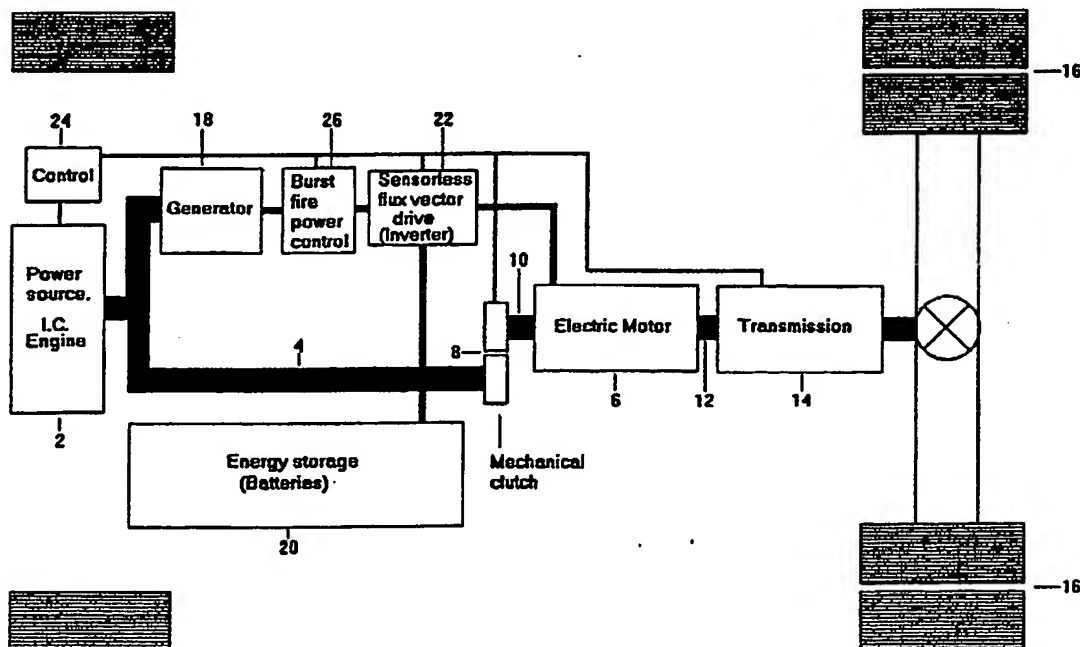 16
24
18
26
22
Control
Generator
Burst
fire
power
control
Sensorless
flux vector
drive
(Inverter)
Power
source.
I.C.
Engine
10
Electric Motor
Transmission
4
8
6
12
14
2
Energy storage
(Batteries)
Mechanical
clutch
20
16